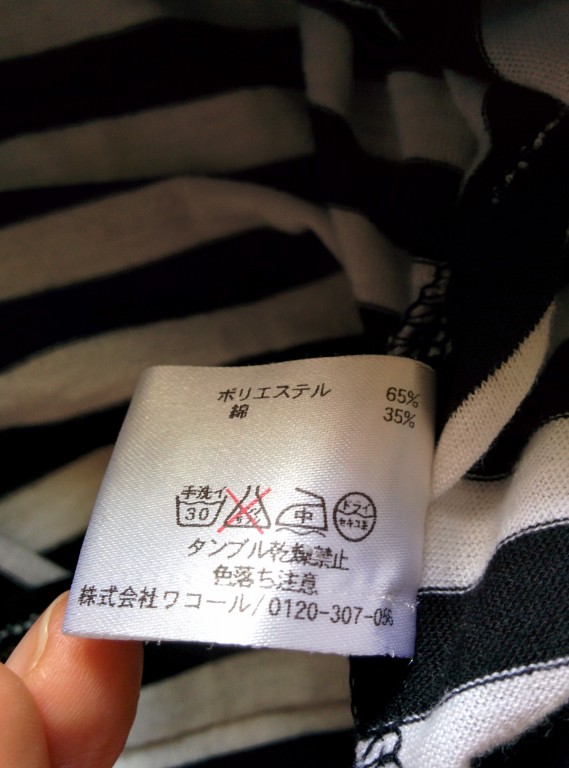 ポリエステル 65%
綿 35%
手洗イ 30 中 ドライ セキユ系
タンブル乾燥禁止
色落ち注意
株式会社ワコール/0120-307-056